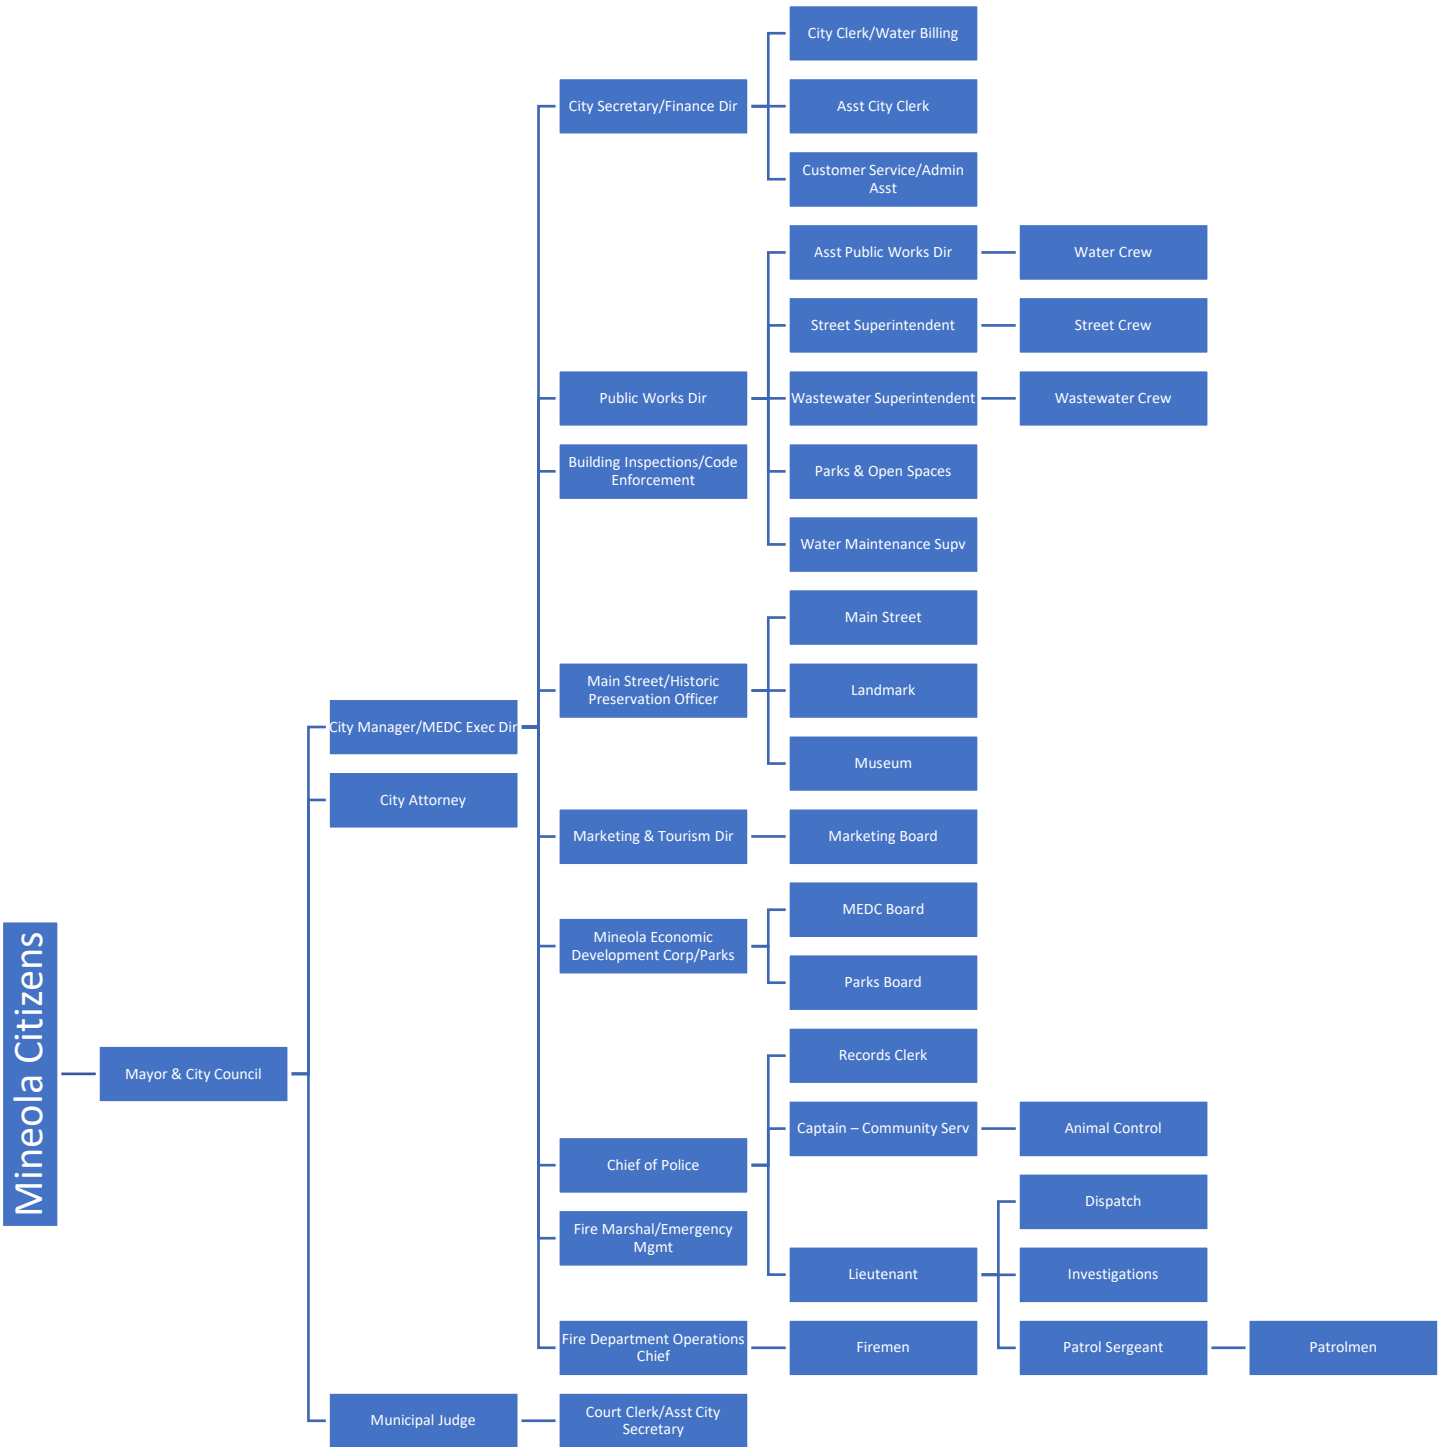 Mineola Citizens
Mayor & City Council
City Manager/MEDC Exec Dir
City Secretary/Finance Dir
City Clerk/Water Billing
Asst City Clerk
Customer Service/Admin
Asst
Public Works Dir
Asst Public Works Dir
Water Crew
Street Superintendent
Street Crew
Wastewater Superintendent
Wastewater Crew
Parks & Open Spaces
Water Maintenance Supv
Building Inspections/Code
Enforcement
Main Street/Historic
Preservation Officer
Main Street
Landmark
Museum
Marketing & Tourism Dir
Marketing Board
Mineola Economic
Development Corp/Parks
MEDC Board
Parks Board
Chief of Police
Records Clerk
Captain – Community Serv
Animal Control
Lieutenant
Dispatch
Investigations
Patrol Sergeant
Patrolmen
Fire Marshal/Emergency
Mgmt
Fire Department Operations
Chief
Firemen
City Attorney
Municipal Judge
Court Clerk/Asst City
Secretary